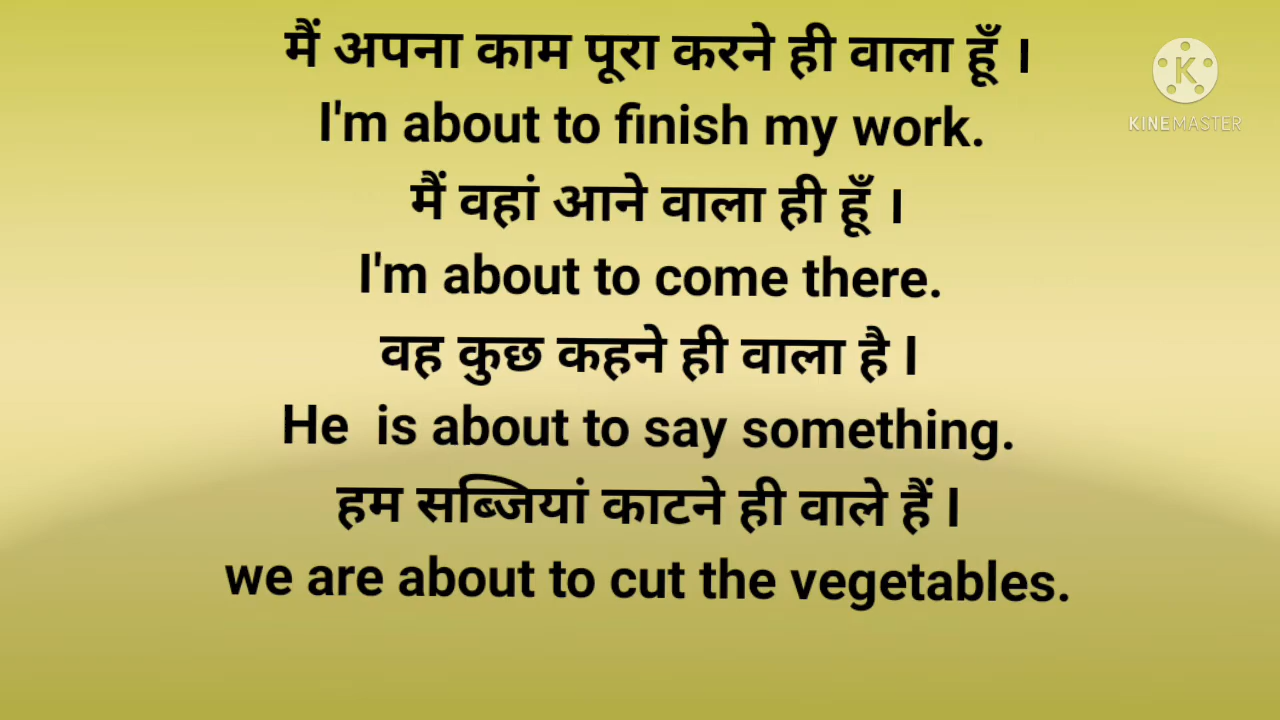 मैं अपना काम पूरा करने ही वाला हूँ ।
I'm about to finish my work.
मैं वहां आने वाला ही हूँ ।
I'm about to come there.
वह कुछ कहने ही वाला है l
He is about to say something.
हम सब्जियां काटने ही वाले हैं l
we are about to cut the vegetables.
K
KINEMASTER